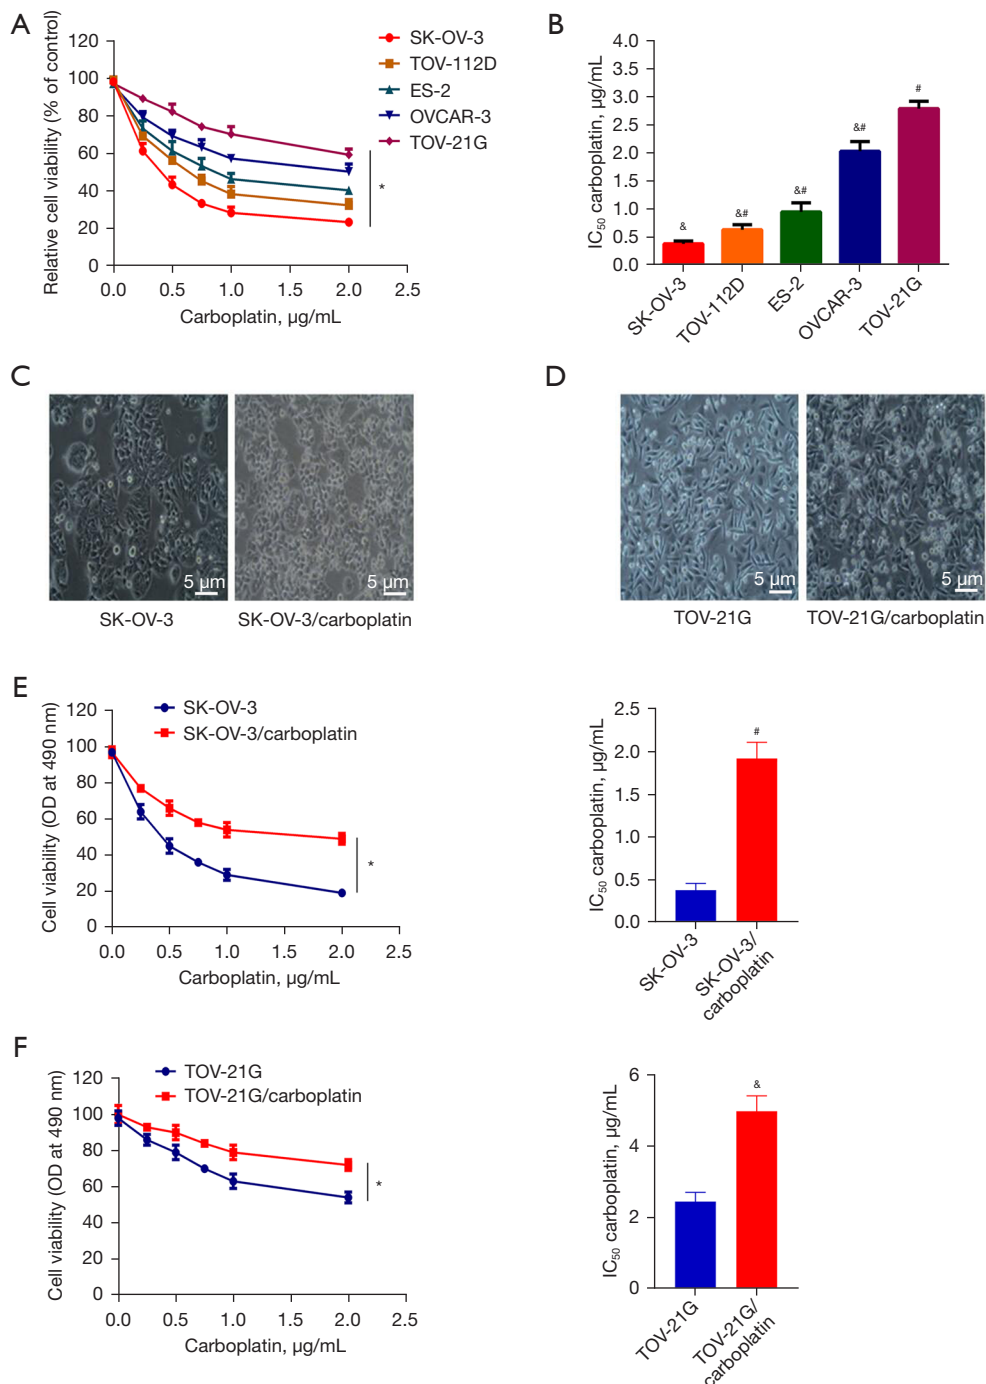 A
Relative cell viability (% of control)
120
100
80
60
40
20
0
0.0 0.5 1.0 1.5 2.0 2.5
Carboplatin, µg/mL
SK-OV-3
TOV-112D
ES-2
OVCAR-3
TOV-21G
*
B
IC50 carboplatin, µg/mL
4.0
3.5
3.0
2.5
2.0
1.5
1.0
0.5
0.0
&
&#
&#
&#
#
SK-OV-3
TOV-112D
ES-2
OVCAR-3
TOV-21G
C
5 µm
5 µm
SK-OV-3
SK-OV-3/carboplatin
D
5 µm
5 µm
TOV-21G
TOV-21G/carboplatin
E
Cell viability (OD at 490 nm)
120
100
80
60
40
20
0
0.0 0.5 1.0 1.5 2.0 2.5
Carboplatin, µg/mL
SK-OV-3
SK-OV-3/carboplatin
*
IC50 carboplatin, µg/mL
2.5
2.0
1.5
1.0
0.5
0.0
#
SK-OV-3
SK-OV-3/
carboplatin
F
Cell viability (OD at 490 nm)
120
100
80
60
40
20
0
0.0 0.5 1.0 1.5 2.0 2.5
Carboplatin, µg/mL
TOV-21G
TOV-21G/carboplatin
*
IC50 carboplatin, µg/mL
6
4
2
0
&
TOV-21G
TOV-21G/
carboplatin